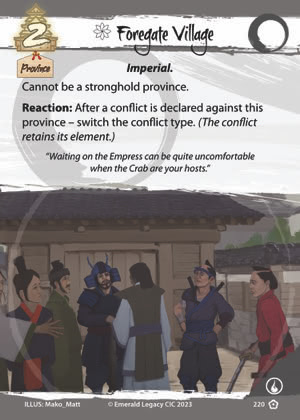 2
Foregate Village
Province
Imperial.
Cannot be a stronghold province.
Reaction: After a conflict is declared against this
province – switch the conflict type. (The conflict
retains its element.)
“Waiting on the Empress can be quite uncomfortable
when the Crab are your hosts.”
ILLUS: Mako_Matt
© Emerald Legacy CIC 2023
220